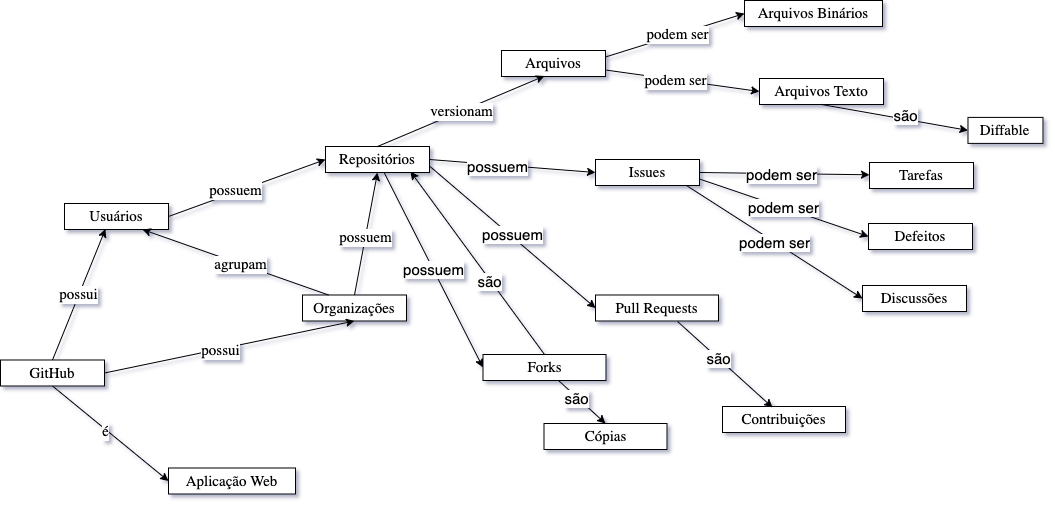 Arquivos Binários
podem ser
Arquivos
podem ser
Arquivos Texto
versionam
são
Diffable
Repositórios
possuem
Issues
podem ser
Tarefas
possuem
podem ser
Usuários
possuem
possuem
podem ser
Defeitos
agrupam
possuem
são
possui
Discussões
Organizações
Pull Requests
possui
são
GitHub
Forks
são
Contribuições
é
Cópias
Aplicação Web